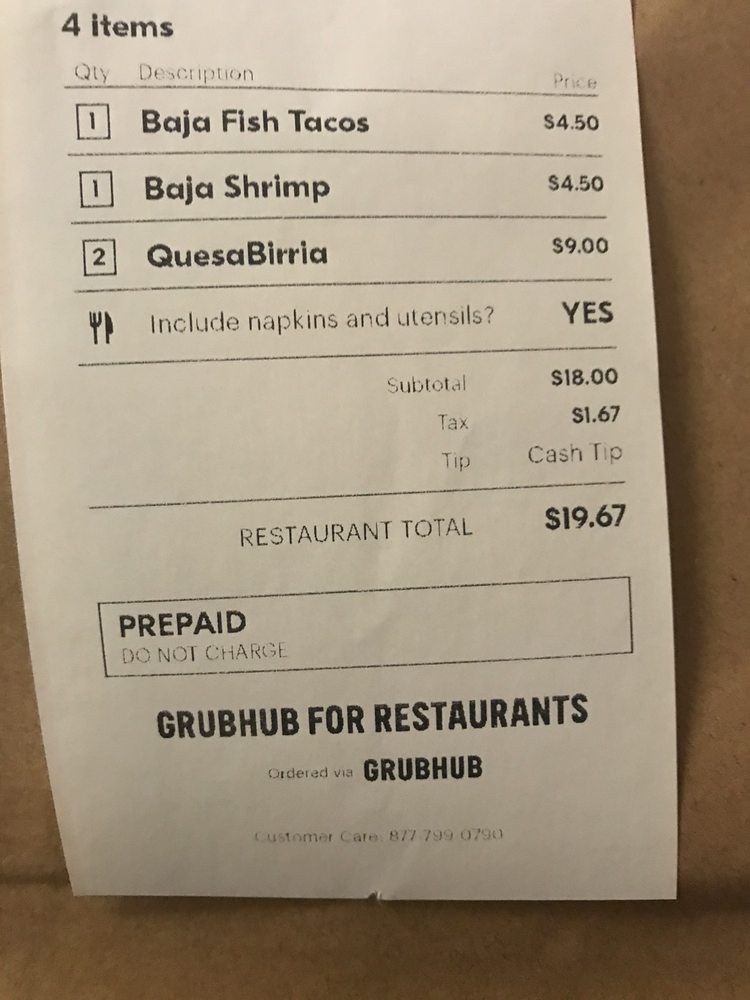 4 items
Qty Description Price
1 Baja Fish Tacos $4.50
1 Baja Shrimp $4.50
2 QuesaBirria $9.00
Include napkins and utensils? YES
Subtotal $18.00
Tax $1.67
Tip Cash Tip
RESTAURANT TOTAL $19.67
PREPAID
DO NOT CHARGE
GRUBHUB FOR RESTAURANTS
Ordered via GRUBHUB
Customer Care: 877-799-0790